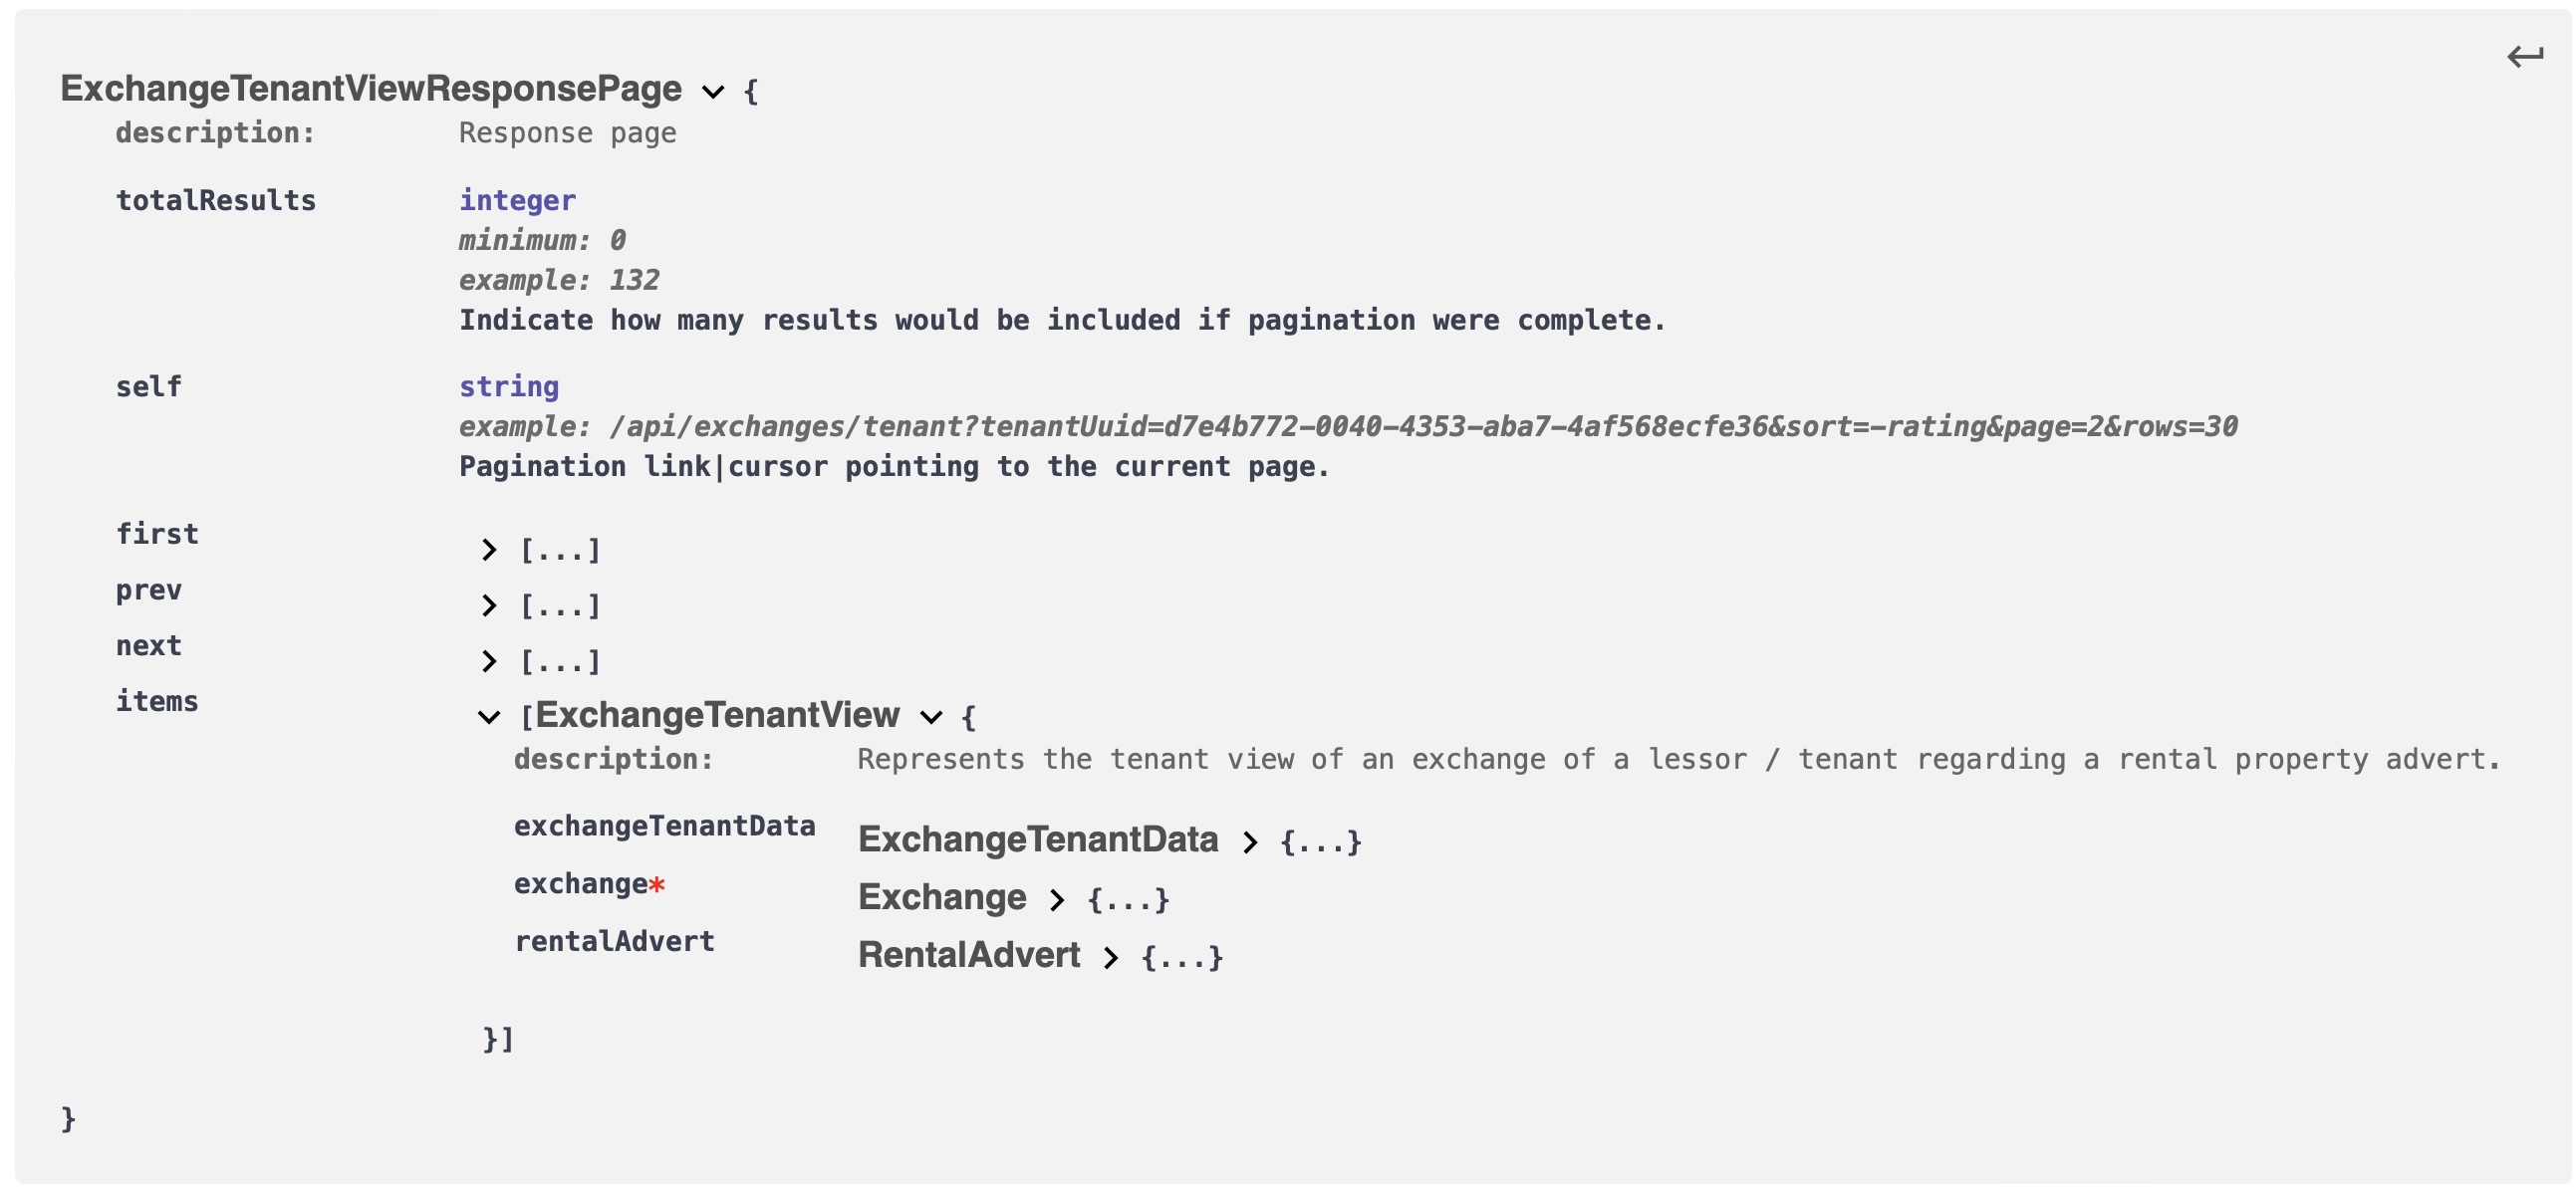 ExchangeTenantViewResponsePage {
description: Response page
totalResults integer
minimum: 0
example: 132
Indicate how many results would be included if pagination were complete.
self string
example: /api/exchanges/tenant?tenantUuid=d7e4b772-0040-4353-aba7-4af568ecfe36&sort=-rating&page=2&rows=30
Pagination link|cursor pointing to the current page.
first [...]
prev [...]
next [...]
items [ExchangeTenantView {
description: Represents the tenant view of an exchange of a lessor / tenant regarding a rental property advert.
exchangeTenantData ExchangeTenantData {...}
exchange* Exchange {...}
rentalAdvert RentalAdvert {...}
}]
}